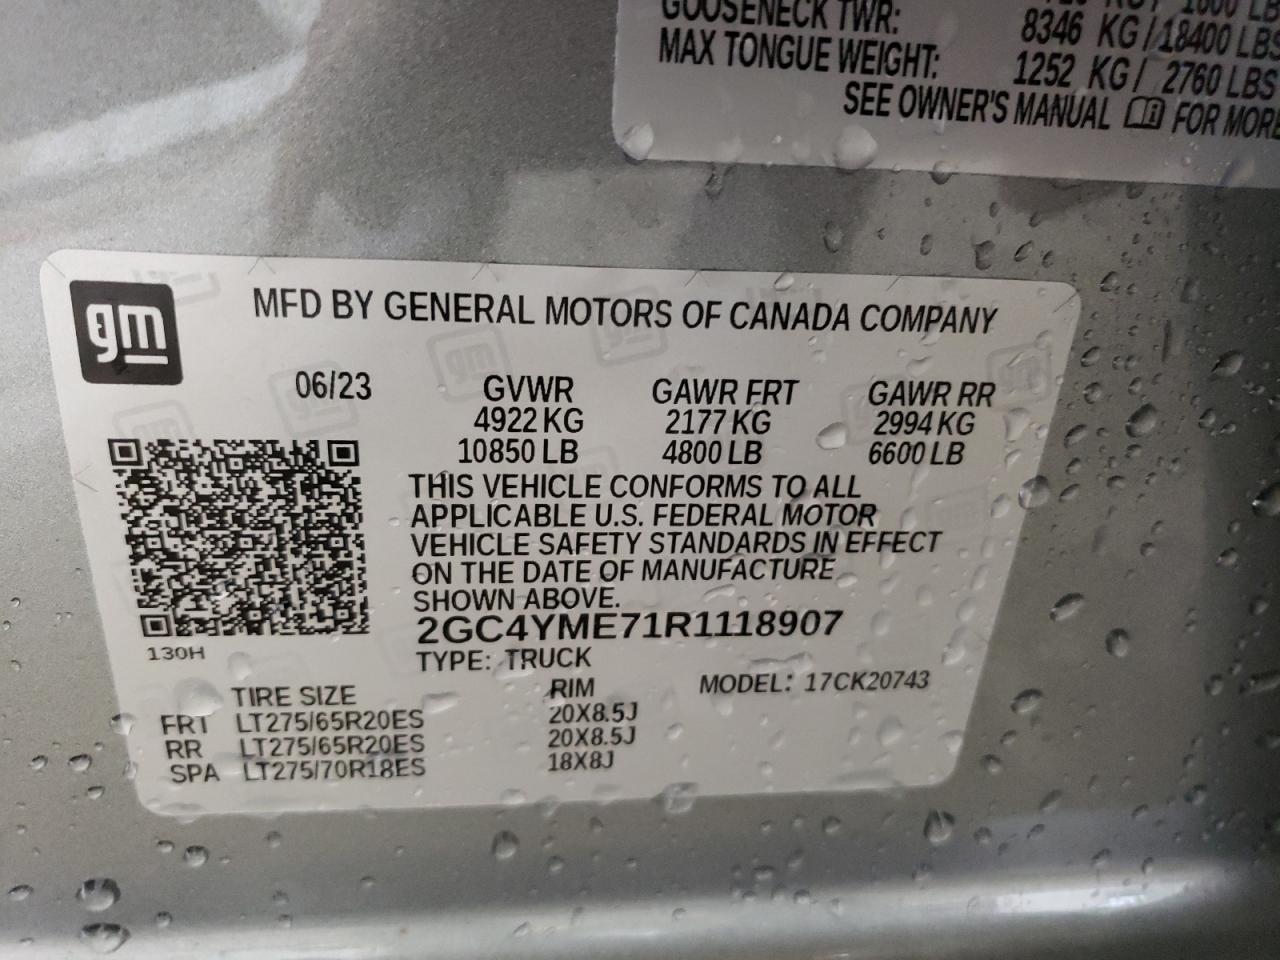 GOOSENECK TWR: 8346 KG / 18400 LBS
MAX TONGUE WEIGHT: 1252 KG / 2760 LBS
SEE OWNER'S MANUAL FOR MORE
gm
MFD BY GENERAL MOTORS OF CANADA COMPANY
06/23 GVWR GAWR FRT GAWR RR
4922 KG 2177 KG 2994 KG
10850 LB 4800 LB 6600 LB
THIS VEHICLE CONFORMS TO ALL
APPLICABLE U.S. FEDERAL MOTOR
VEHICLE SAFETY STANDARDS IN EFFECT
ON THE DATE OF MANUFACTURE
SHOWN ABOVE.
2GC4YME71R1118907
130H
TYPE: TRUCK
TIRE SIZE RIM MODEL: 17CK20743
FRT LT275/65R20ES 20X8.5J
RR LT275/65R20ES 20X8.5J
SPA LT275/70R18ES 18X8J